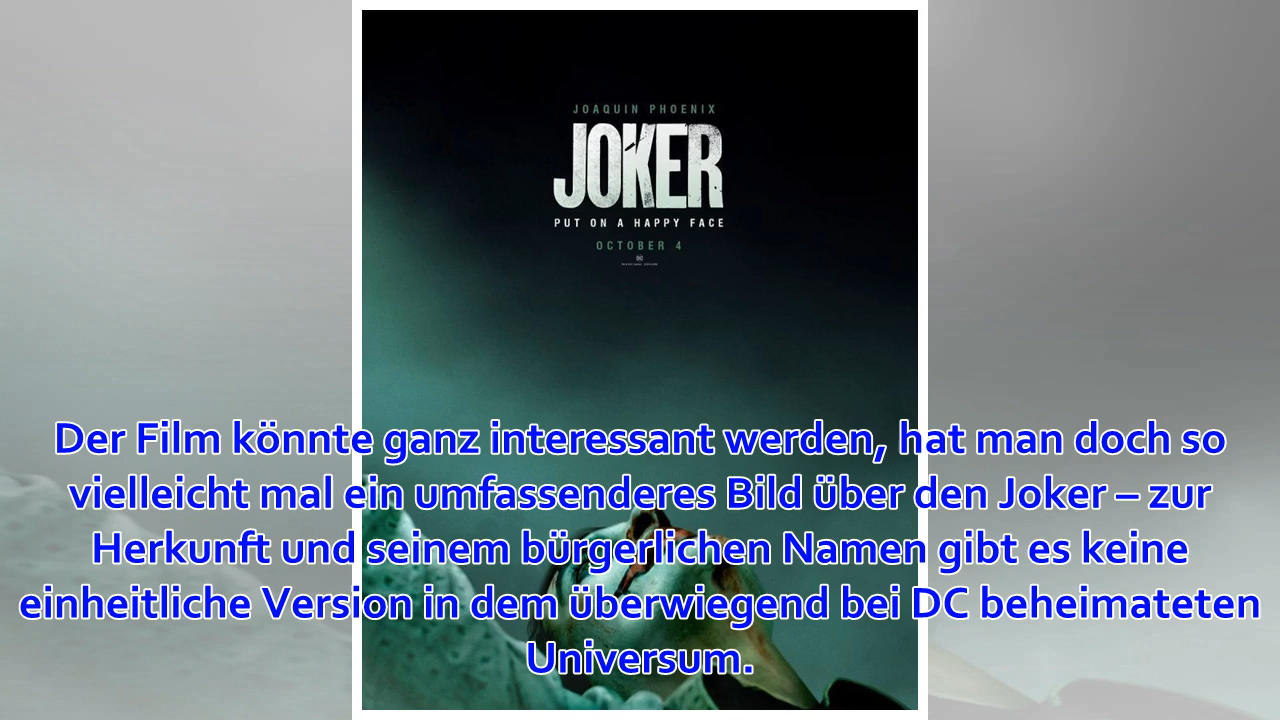 JOAQUIN PHOENIX
JOKER
PUT ON A HAPPY FACE
OCTOBER 4
DC
Der Film könnte ganz interessant werden, hat man doch so
vielleicht mal ein umfassenderes Bild über den Joker – zur
Herkunft und seinem bürgerlichen Namen gibt es keine
einheitliche Version in dem überwiegend bei DC beheimateten
Universum.